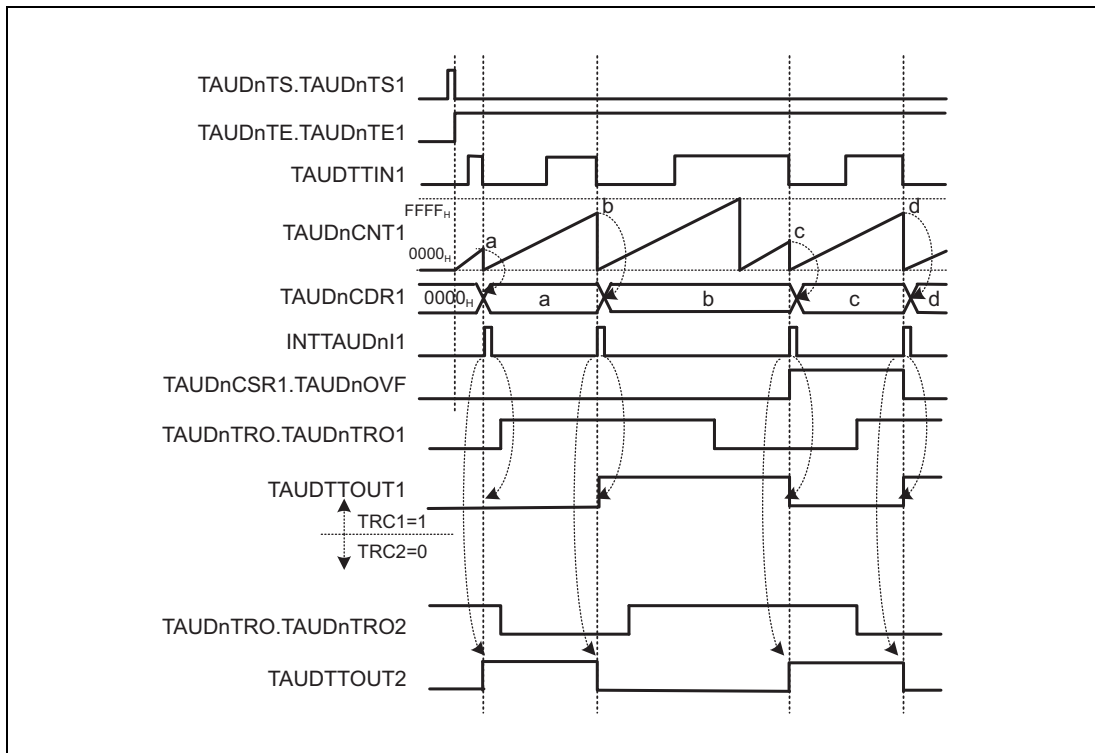 TAUDnTS.TAUDnTS1
TAUDnTE.TAUDnTE1
TAUDTTIN1
FFFFH
b
d
TAUDnCNT1
a
c
0000H
TAUDnCDR1
0000H
a
b
c
d
INTTAUDnI1
TAUDnCSR1.TAUDnOVF
TAUDnTRO.TAUDnTRO1
TAUDTTOUT1
TRC1=1
TRC2=0
TAUDnTRO.TAUDnTRO2
TAUDTTOUT2